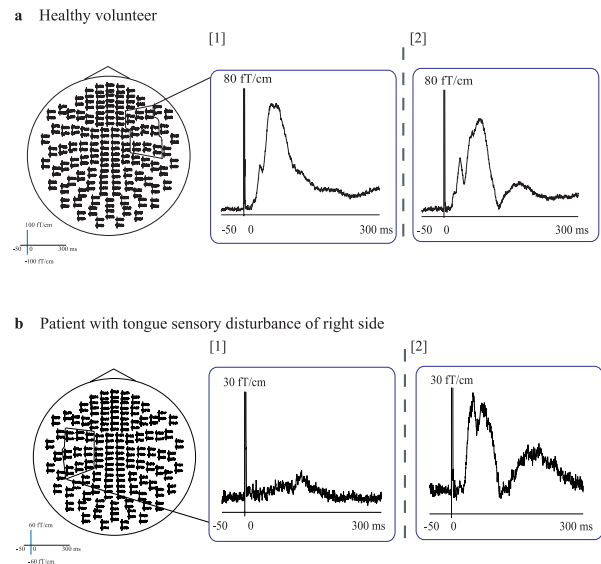 a Healthy volunteer
[1]
[2]
80 fT/cm
80 fT/cm
100 fT/cm
-50 0 300 ms
-100 fT/cm
-50 0 300 ms
-50 0 300 ms
b Patient with tongue sensory disturbance of right side
[1]
[2]
30 fT/cm
30 fT/cm
60 fT/cm
-50 0 300 ms
-60 fT/cm
-50 0 300 ms
-50 0 300 ms